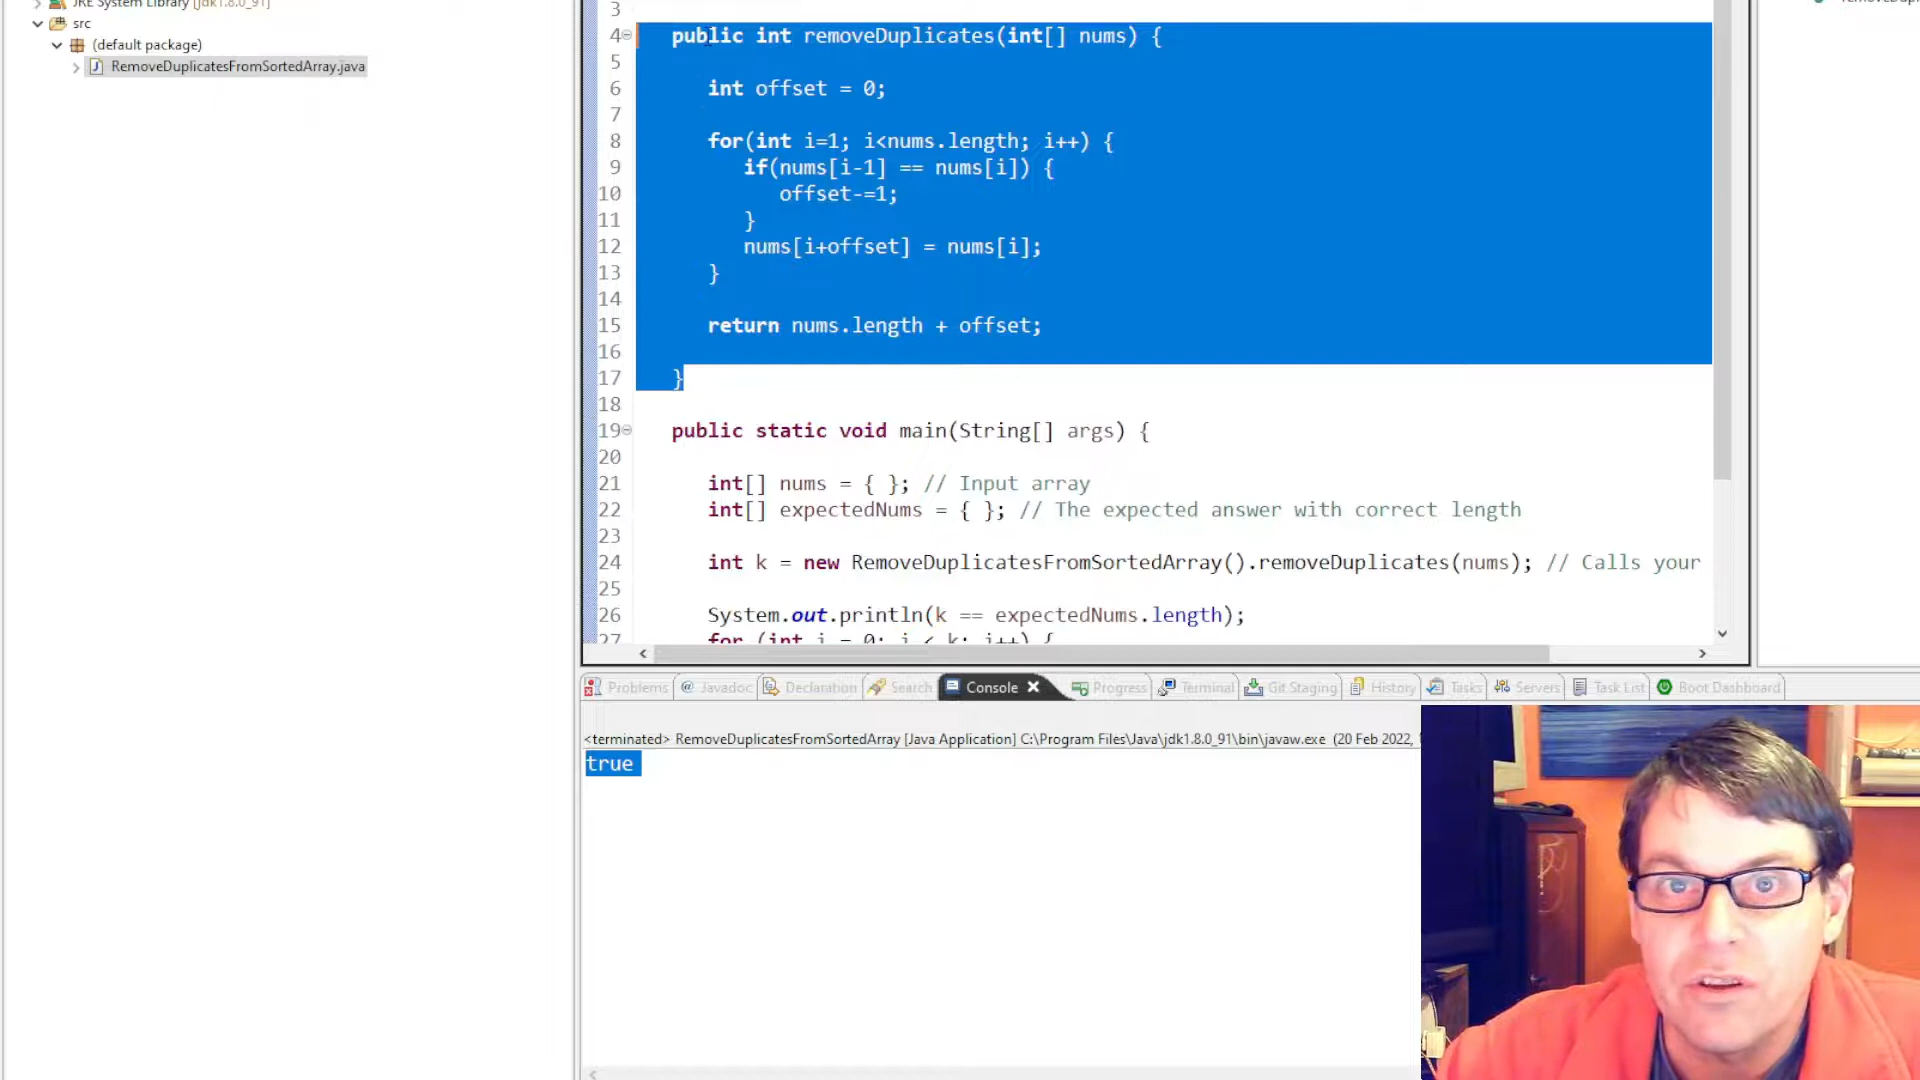 JRE System Library [jdk1.8.0_91]
src
(default package)
RemoveDuplicatesFromSortedArray.java
3
4 public int removeDuplicates(int[] nums) {
5
6 int offset = 0;
7
8 for(int i=1; i<nums.length; i++) {
9 if(nums[i-1] == nums[i]) {
10 offset-=1;
11 }
12 nums[i+offset] = nums[i];
13 }
14
15 return nums.length + offset;
16
17 }
18
19 public static void main(String[] args) {
20
21 int[] nums = { }; // Input array
22 int[] expectedNums = { }; // The expected answer with correct length
23
24 int k = new RemoveDuplicatesFromSortedArray().removeDuplicates(nums); // Calls your
25
26 System.out.println(k == expectedNums.length);
27 for (int i = 0; i < k; i++) {
Problems @ Javadoc Declaration Search Console Progress Terminal Git Staging History Tasks Servers Task List Boot Dashboard
<terminated> RemoveDuplicatesFromSortedArray [Java Application] C:\Program Files\Java\jdk1.8.0_91\bin\javaw.exe (20 Feb 2022,
true